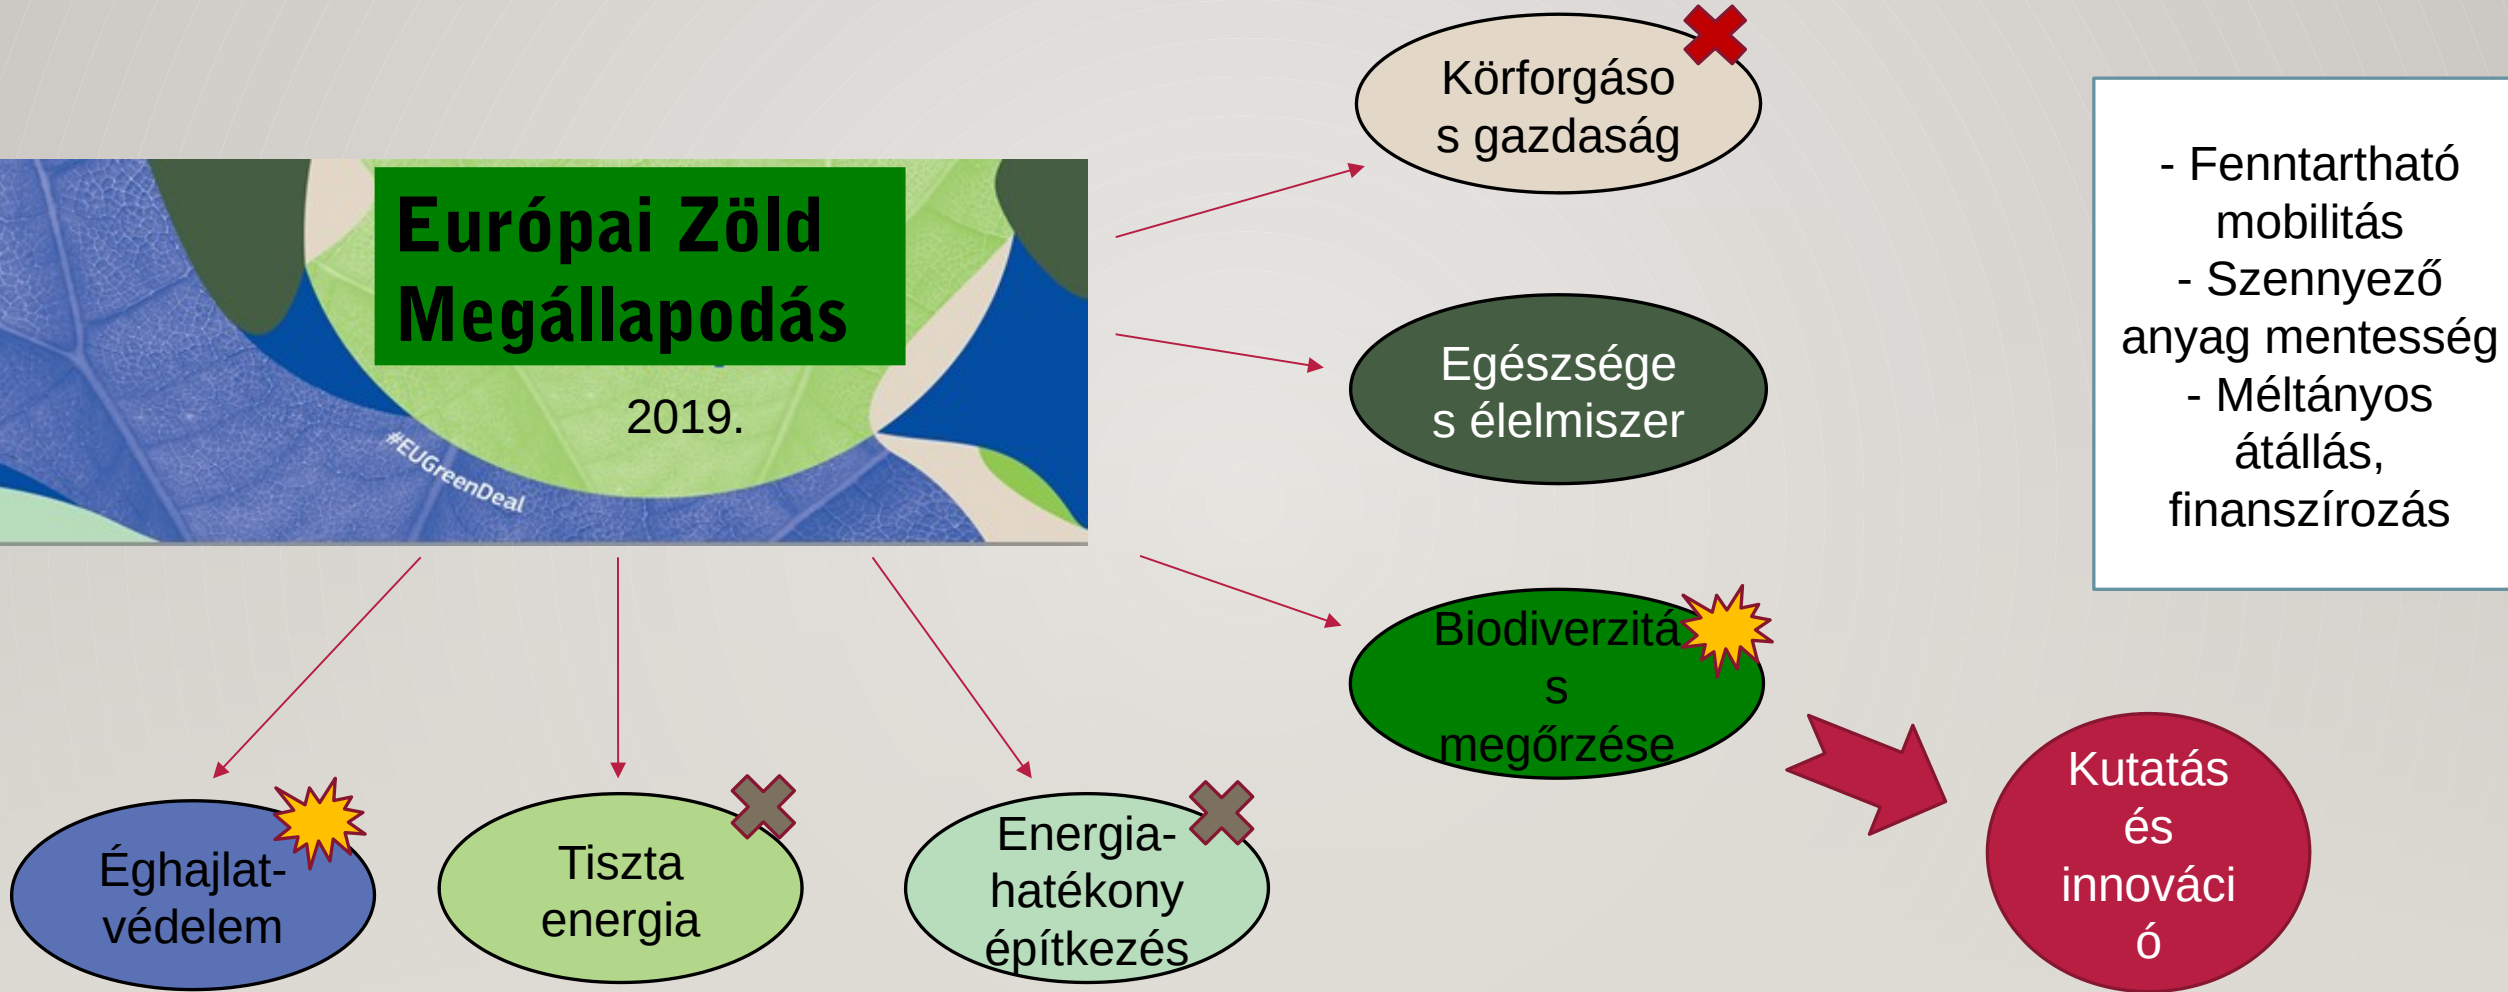 Európai Zöld
Megállapodás
2019.
#EUGreenDeal
Körforgáso
s gazdaság
Egészsége
s élelmiszer
Biodiverzitá
s
megőrzése
- Fenntartható
mobilitás
- Szennyező
anyag mentesség
- Méltányos
átállás,
finanszírozás
Éghajlat-
védelem
Tiszta
energia
Energia-
hatékony
építkezés
Kutatás
és
innováci
ó